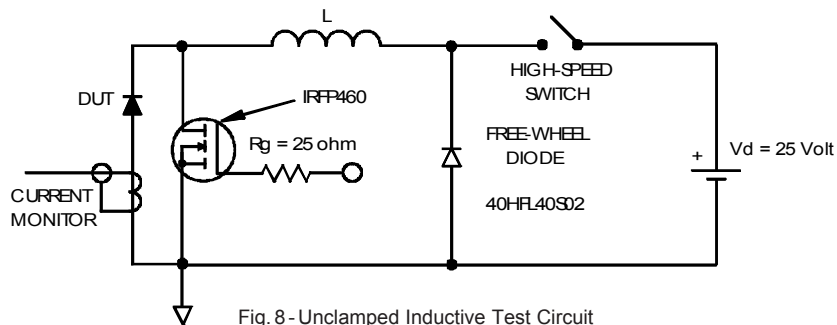 L
HIGH-SPEED
SWITCH
DUT
IRFP460
Rg = 25 ohm
FREE-WHEEL
DIODE
+
Vd = 25 Volt
CURRENT
MONITOR
40HFL40S02
Fig. 8 - Unclamped Inductive Test Circuit